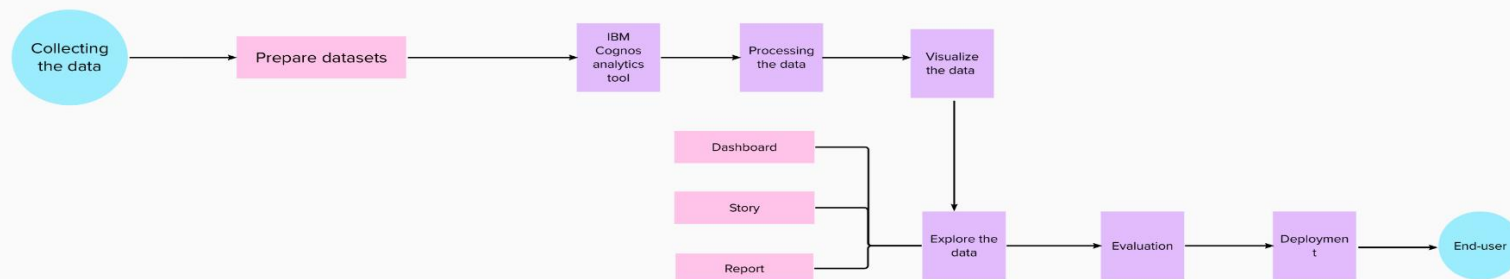 Collecting
the data
Prepare datasets
IBM
Cognos
analytics
tool
Processing
the data
Visualize
the data
Dashboard
Story
Report
Explore the
data
Evaluation
Deploymen
t
End-user